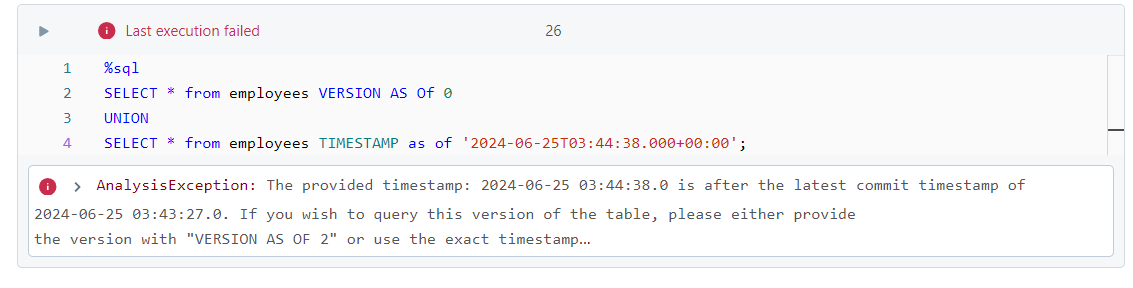 Last execution failed 26
1 %sql
2 SELECT * from employees VERSION AS Of 0
3 UNION
4 SELECT * from employees TIMESTAMP as of '2024-06-25T03:44:38.000+00:00';
AnalysisException: The provided timestamp: 2024-06-25 03:44:38.0 is after the latest commit timestamp of
2024-06-25 03:43:27.0. If you wish to query this version of the table, please either provide
the version with "VERSION AS OF 2" or use the exact timestamp…